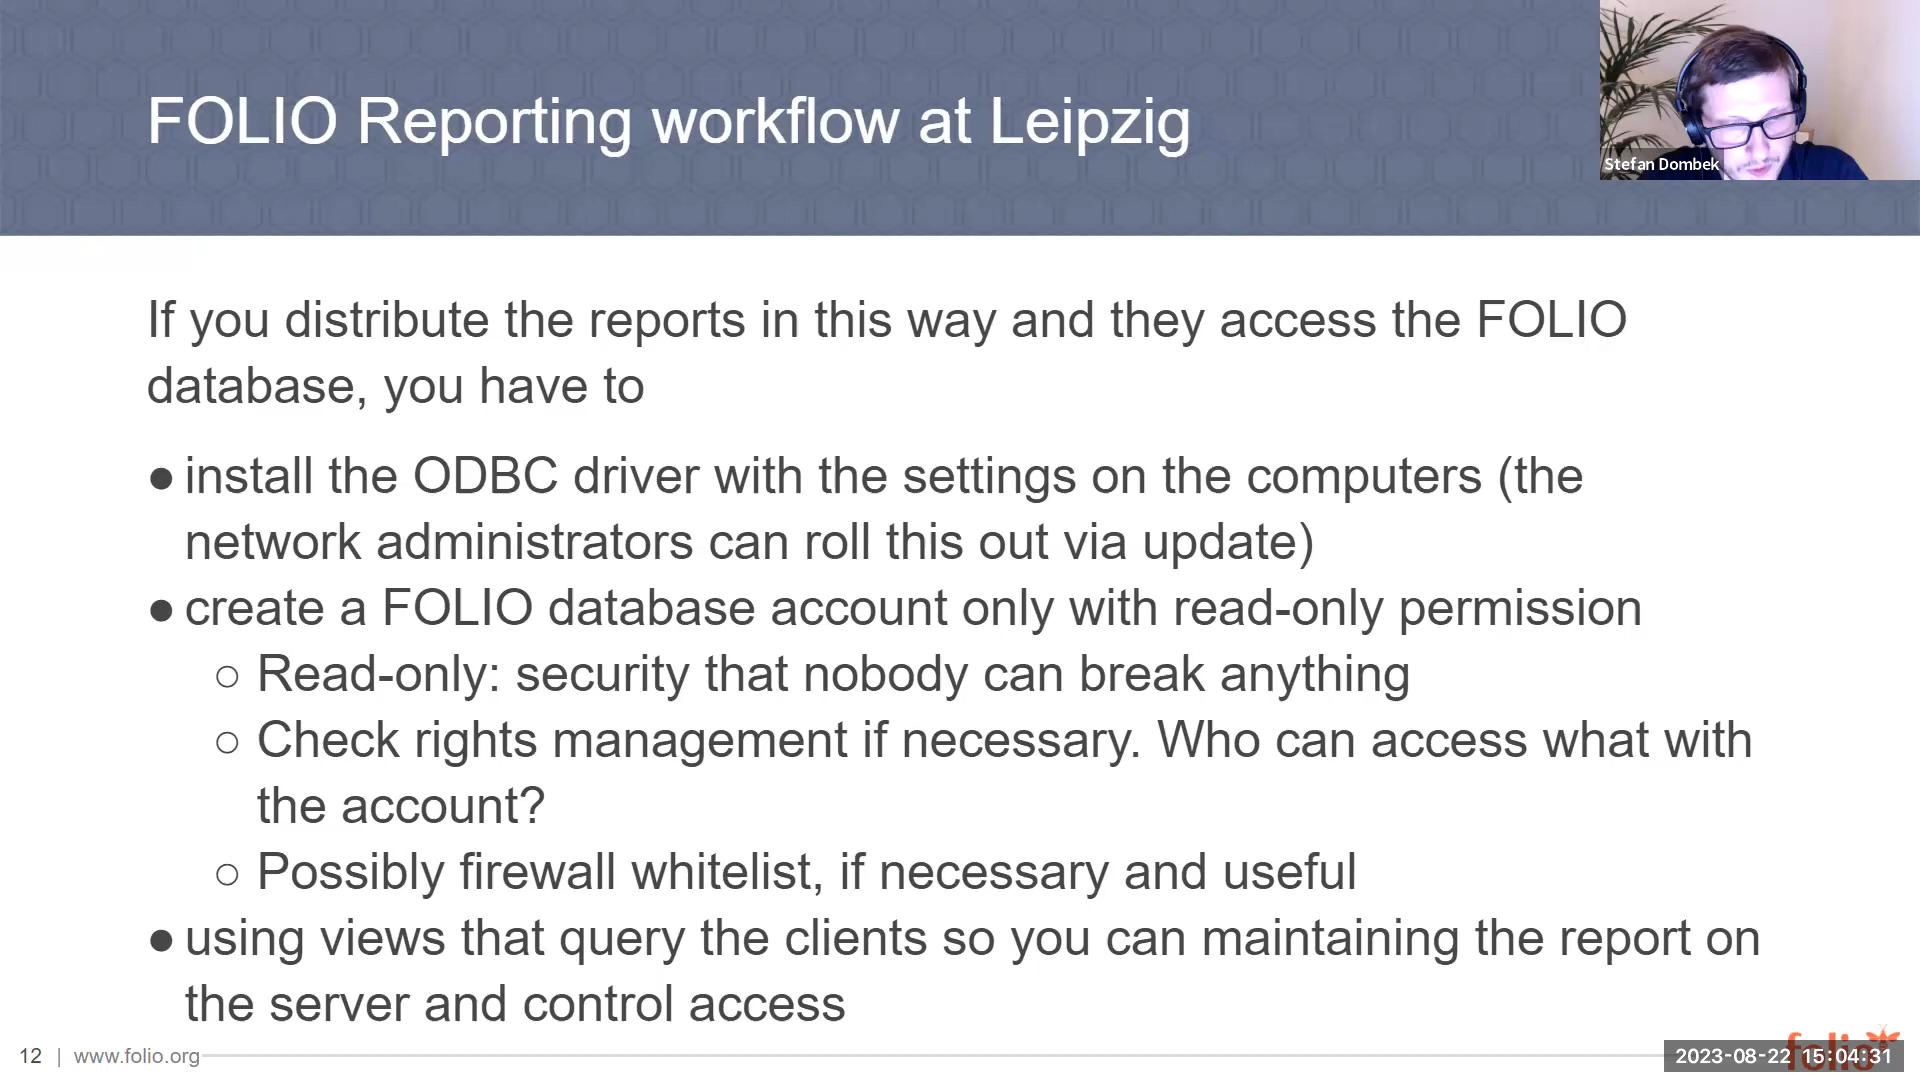 FOLIO Reporting workflow at Leipzig
Stefan Dombek
If you distribute the reports in this way and they access the FOLIO
database, you have to
● install the ODBC driver with the settings on the computers (the
network administrators can roll this out via update)
● create a FOLIO database account only with read-only permission
○ Read-only: security that nobody can break anything
○ Check rights management if necessary. Who can access what with
the account?
○ Possibly firewall whitelist, if necessary and useful
● using views that query the clients so you can maintaining the report on
the server and control access
12 | www.folio.org
folio
2023-08-22 15:04:31